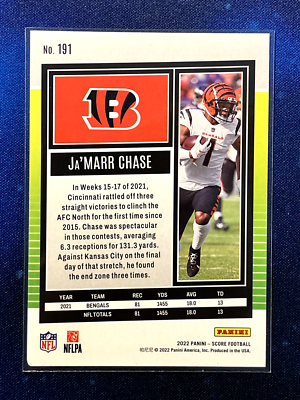 No. 191
B
1
BENGALS
JA'MARR CHASE
In Weeks 15-17 of 2021,
Cincinnati rattled off three
straight victories to clinch the
AFC North for the first time since
2015. Chase was spectacular
in those contests, averaging
6.3 receptions for 131.3 yards.
Against Kansas City on the final
day of that stretch, he found
the end zone three times.
YEAR TEAM REC YDS AVG TD
2021 BENGALS 81 1455 18.0 13
NFL TOTALS 81 1455 18.0 13
NFL
NFLPA
PANINI
2022 PANINI – SCORE FOOTBALL
© 2022 Panini America, Inc. Produced in the USA.